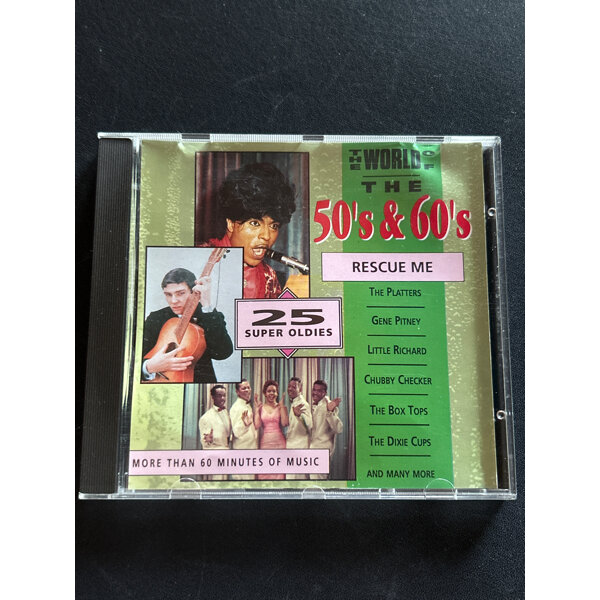 THE WORLD OF
THE
50's & 60's
RESCUE ME
THE PLATTERS
GENE PITNEY
LITTLE RICHARD
CHUBBY CHECKER
THE BOX TOPS
THE DIXIE CUPS
AND MANY MORE
25
SUPER OLDIES
MORE THAN 60 MINUTES OF MUSIC